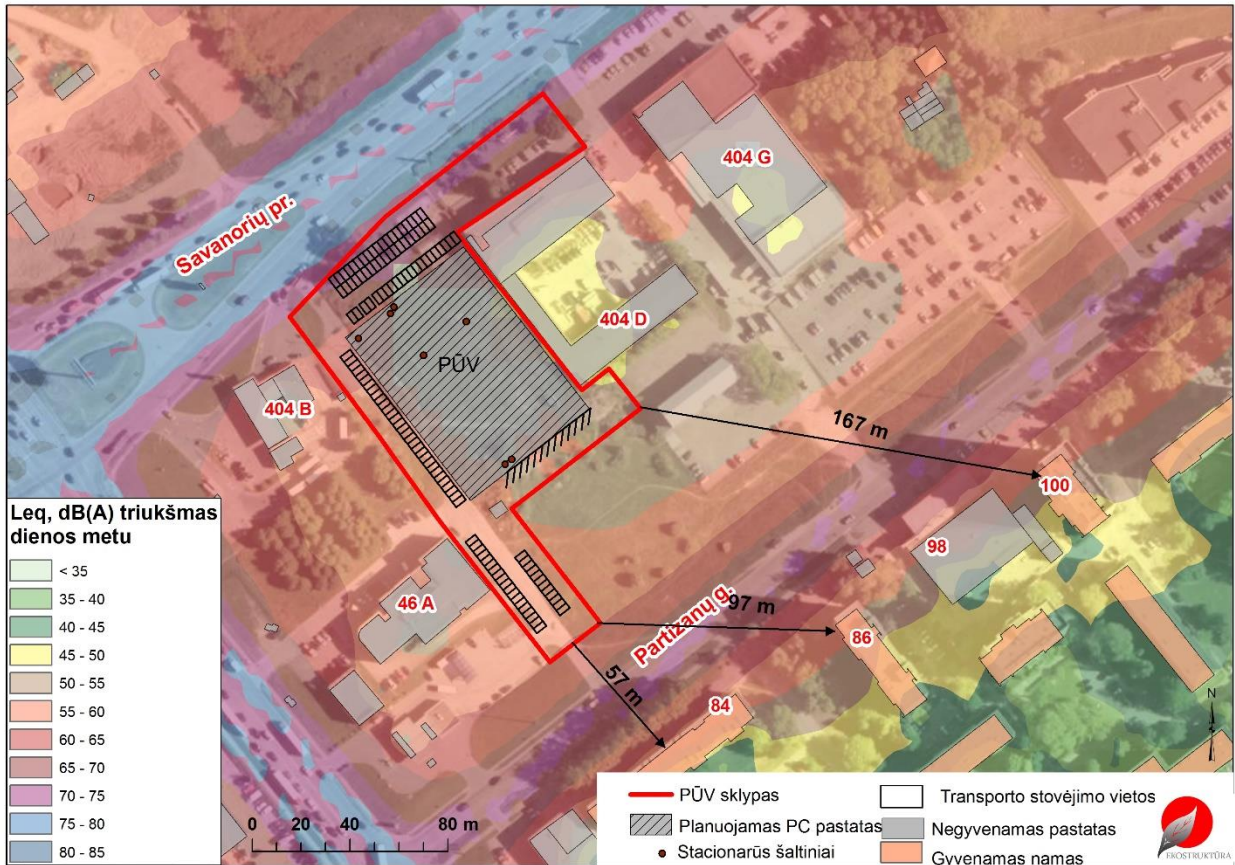 404 G
Savanorių pr.
404 D
PŪV
404 B
167 m
100
98
Leq, dB(A) triukšmas
dienos metu
< 35
35 - 40
40 - 45
45 - 50
50 - 55
55 - 60
60 - 65
65 - 70
70 - 75
75 - 80
80 - 85
46 A
Partizanų g.
97 m
86
57 m
84
N
0 20 40 80 m
PŪV sklypas
Planuojamas PC pastatas
Stacionarūs šaltiniai
Transporto stovėjimo vietos
Negyvenamas pastatas
Gyvenamas namas
EKOSTRUKTŪRA